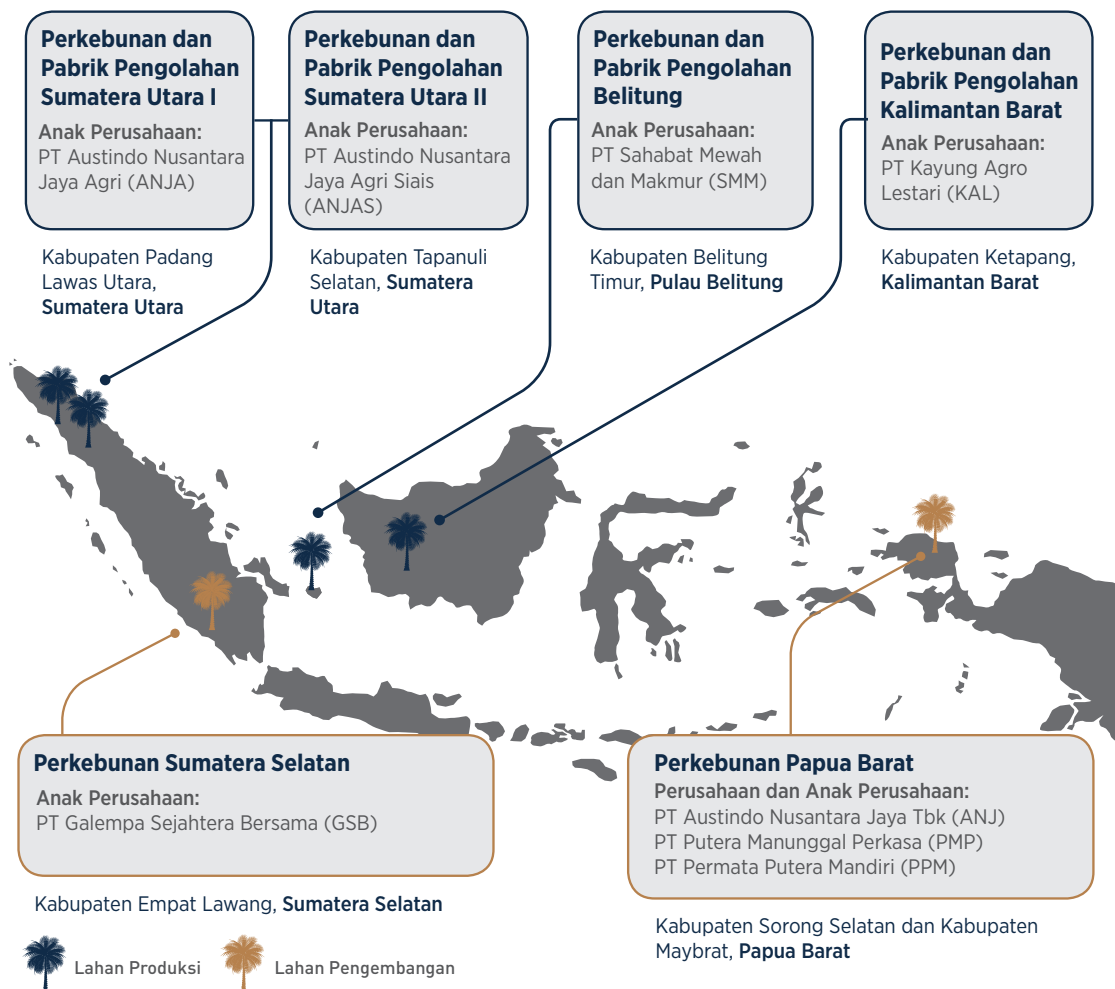 Perkebunan dan
Pabrik Pengolahan
Sumatera Utara I
Anak Perusahaan:
PT Austindo Nusantara
Jaya Agri (ANJA)
Kabupaten Padang
Lawas Utara,
Sumatera Utara
Perkebunan dan
Pabrik Pengolahan
Sumatera Utara II
Anak Perusahaan:
PT Austindo Nusantara
Jaya Agri Siais
(ANJAS)
Kabupaten Tapanuli
Selatan, Sumatera
Utara
Perkebunan dan
Pabrik Pengolahan
Belitung
Anak Perusahaan:
PT Sahabat Mewah
dan Makmur (SMM)
Kabupaten Belitung
Timur, Pulau Belitung
Perkebunan dan
Pabrik Pengolahan
Kalimantan Barat
Anak Perusahaan:
PT Kayung Agro
Lestari (KAL)
Kabupaten Ketapang,
Kalimantan Barat
Perkebunan Sumatera Selatan
Anak Perusahaan:
PT Galempa Sejahtera Bersama (GSB)
Kabupaten Empat Lawang, Sumatera Selatan
Perkebunan Papua Barat
Perusahaan dan Anak Perusahaan:
PT Austindo Nusantara Jaya Tbk (ANJ)
PT Putera Manunggal Perkasa (PMP)
PT Permata Putera Mandiri (PPM)
Kabupaten Sorong Selatan dan Kabupaten
Maybrat, Papua Barat
Lahan Produksi
Lahan Pengembangan